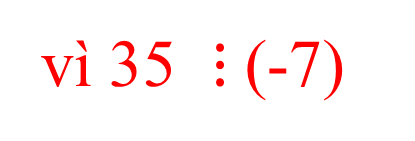 vì 35 ⋮ (-7)